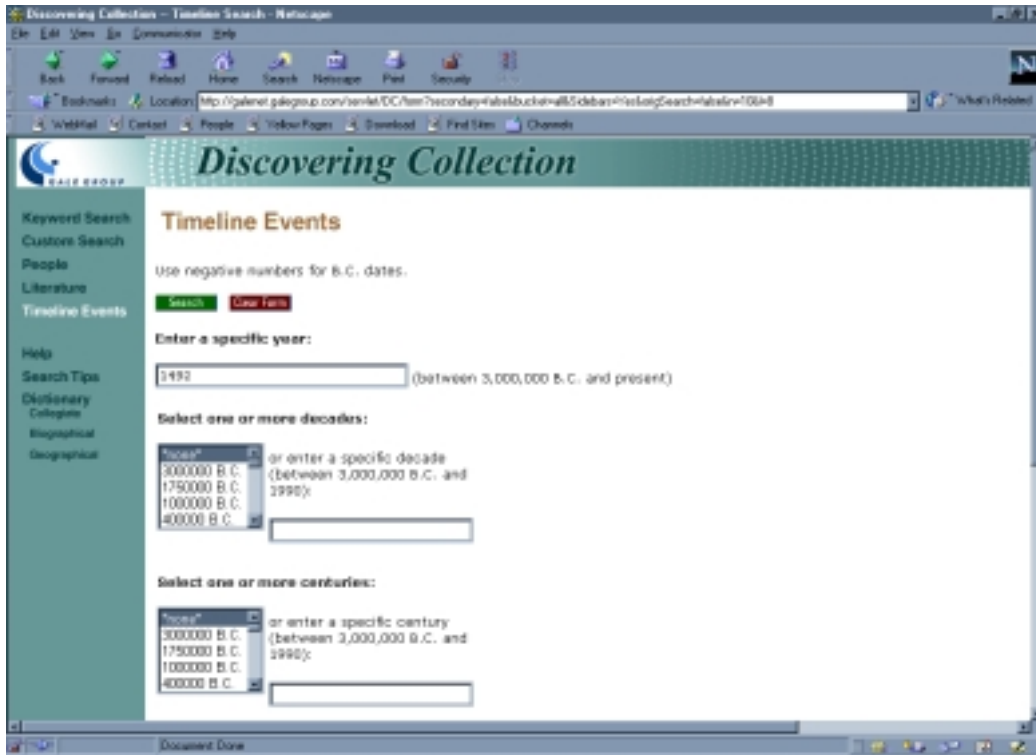 Discovering Collection -- Timeline Search - Netscape
File Edit View Go Communicator Help
Back Forward Reload Home Search Netscape Print Security
Bookmarks Location: What's Related
WebMail Contact People Yellow Pages Download Find Sites Channels
GALE GROUP
Discovering Collection
Keyword Search
Custom Search
People
Literature
Timeline Events
Help
Search Tips
Dictionary
Collegiate
Biographical
Geographical
Timeline Events
Use negative numbers for B.C. dates.
Search Clear Form
Enter a specific year:
1492 (between 3,000,000 B.C. and present)
Select one or more decades:
*none*
3000000 B.C.
1750000 B.C.
1000000 B.C.
400000 B.C.
or enter a specific decade
(between 3,000,000 B.C. and
1990):
Select one or more centuries:
*none*
3000000 B.C.
1750000 B.C.
1000000 B.C.
400000 B.C.
or enter a specific century
(between 3,000,000 B.C. and
1990):
Document Done